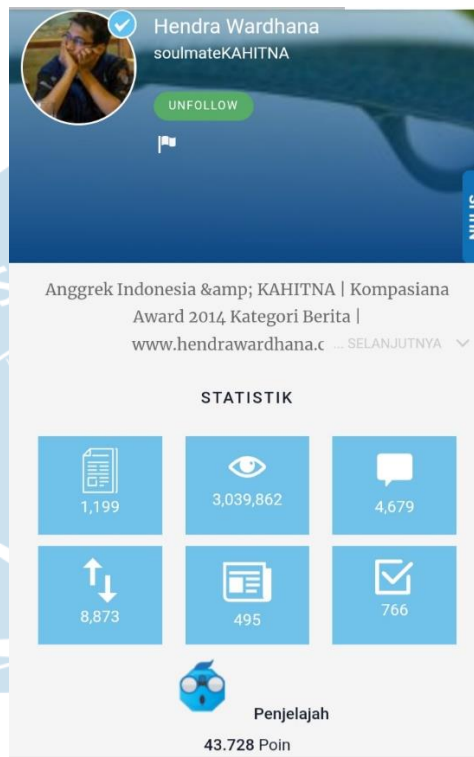 Hendra Wardhana
soulmateKAHITNA
UNFOLLOW
NULIS
Anggrek Indonesia &amp; KAHITNA | Kompasiana
Award 2014 Kategori Berita |
www.hendrawardhana.c ... SELANJUTNYA
STATISTIK
1,199
3,039,862
4,679
8,873
495
766
Penjelajah
43.728 Poin